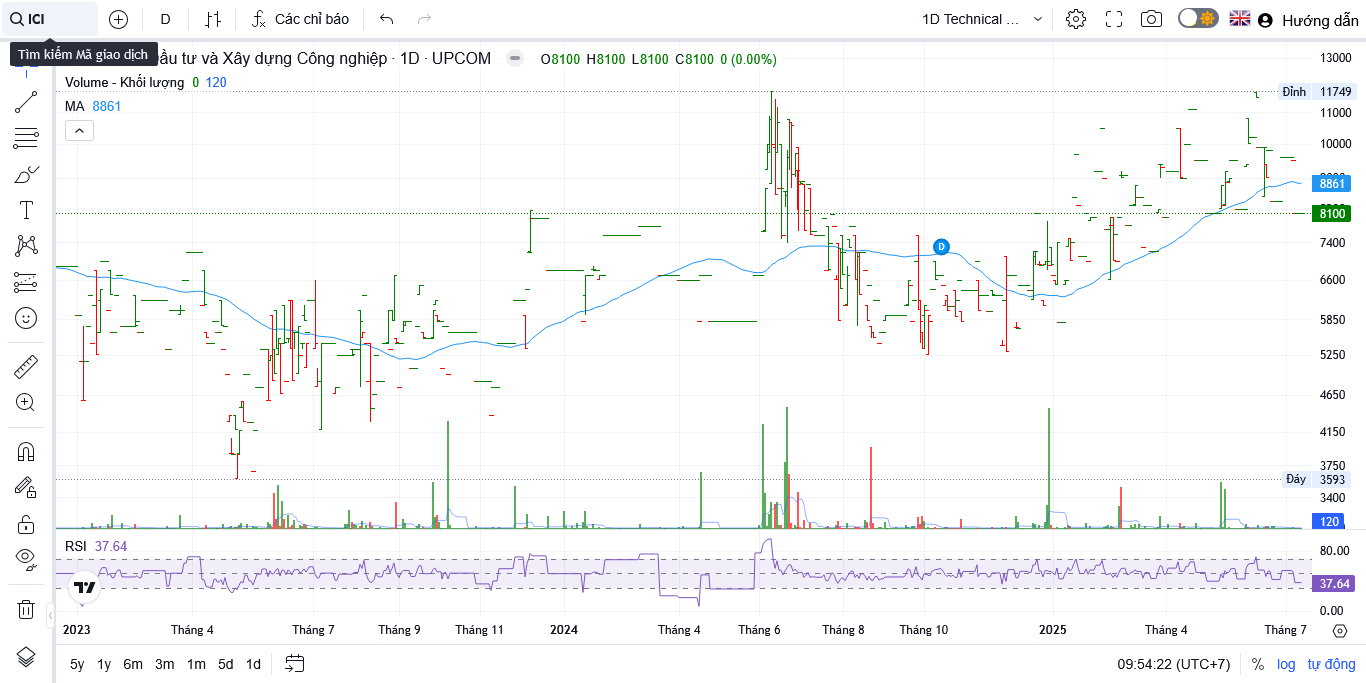 ICI D Các chỉ báo 1D Technical ... Hướng dẫn
Tìm kiếm Mã giao dịch
ầu tư và Xây dựng Công nghiệp · 1D · UPCOM O8100 H8100 L8100 C8100 0 (0.00%)
Volume - Khối lượng 0 120
MA 8861
13000
Đỉnh 11749
11000
10000
8861
8100
D
7400
6600
5850
5250
4650
4150
3750
Đáy 3593
3400
120
RSI 37.64
80.00
37.64
0.00
2023 Tháng 4 Tháng 7 Tháng 9 Tháng 11 2024 Tháng 4 Tháng 6 Tháng 8 Tháng 10 2025 Tháng 4 Tháng 7
5y 1y 6m 3m 1m 5d 1d 09:54:22 (UTC+7) % log tự động